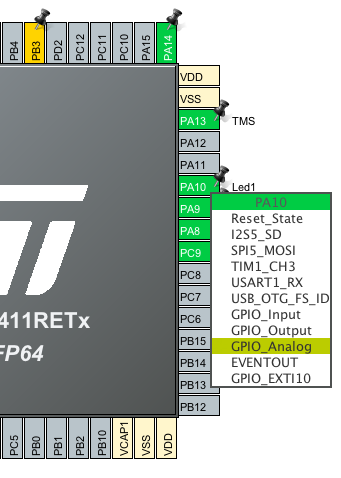 PB4
PB3
PD2
PC12
PC11
PC10
PA15
PA14
VDD
VSS
PA13 TMS
PA12
PA11
PA10 Led1
PA9
PA8
PC9
PC8
PC7
PC6
PB15
PB14
PB13
PB12
PA10
Reset_State
I2S5_SD
SPI5_MOSI
TIM1_CH3
USART1_RX
USB_OTG_FS_ID
GPIO_Input
GPIO_Output
GPIO_Analog
EVENTOUT
GPIO_EXTI10
411RETx
FP64
PC5
PB0
PB1
PB2
PB10
VCAP1
VSS
VDD